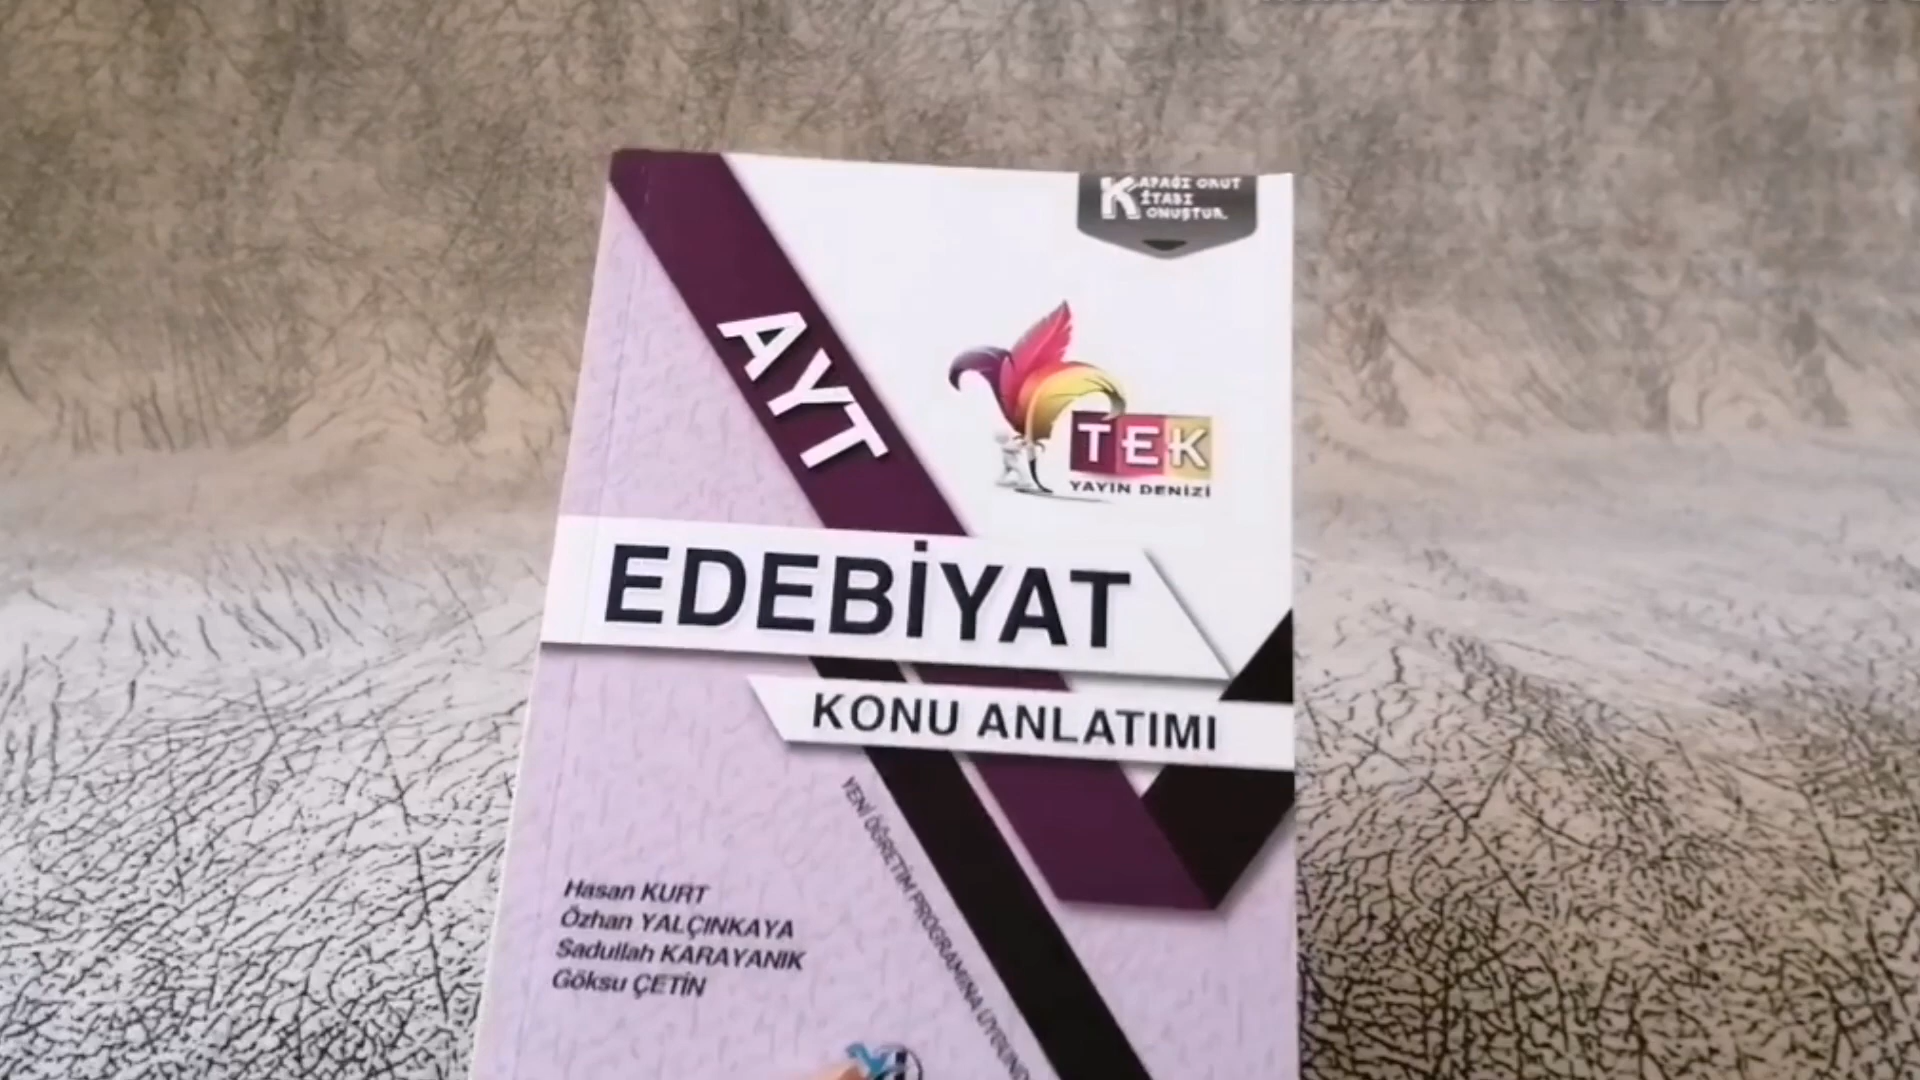 KAPAĞI OKUT
KİTABI
KONUŞTUR.
AYT
TEK
YAYIN DENİZİ
EDEBİYAT
KONU ANLATIMI
YENİ ÖĞRETİM PROGRAMINA
Hasan KURT
Özhan YALÇINKAYA
Sadullah KARAYANIK
Göksu ÇETİN